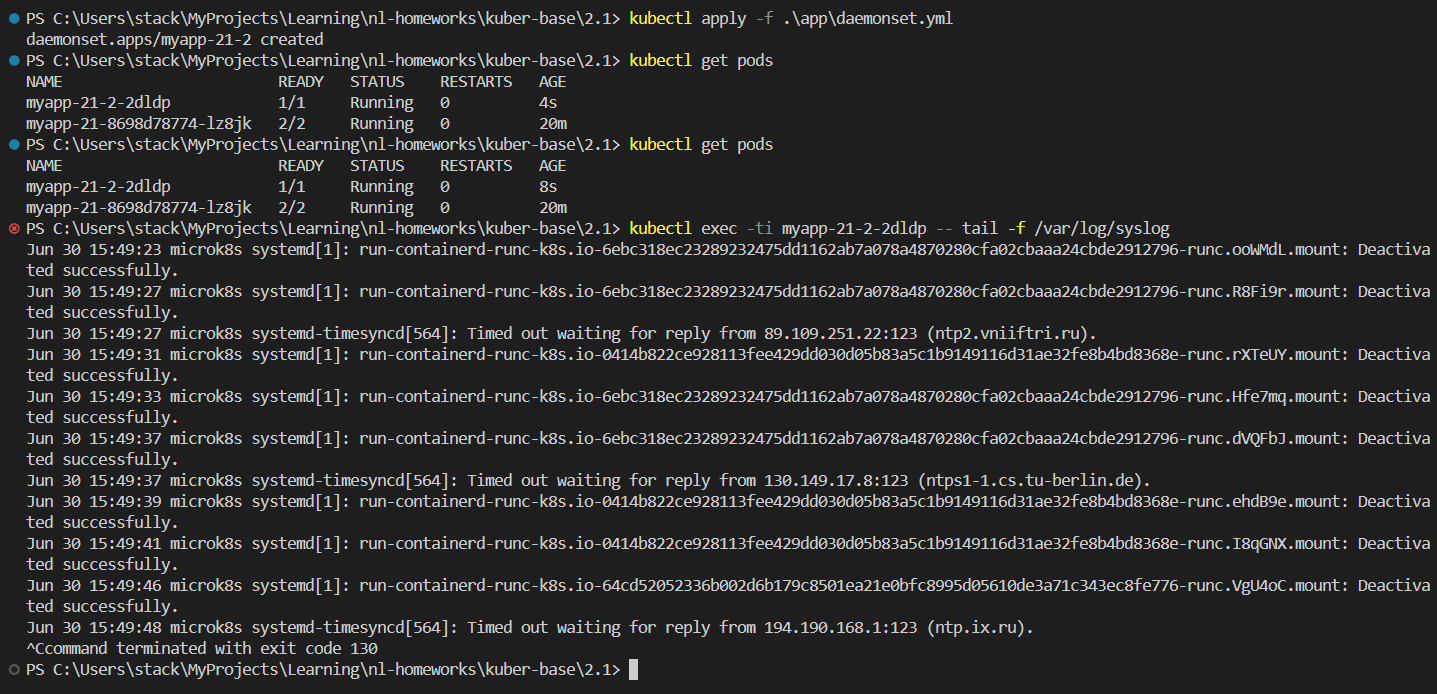 PS C:\Users\stack\MyProjects\Learning\nl-homeworks\kuber-base\2.1> kubectl apply -f .\app\daemonset.yml
daemonset.apps/myapp-21-2 created
PS C:\Users\stack\MyProjects\Learning\nl-homeworks\kuber-base\2.1> kubectl get pods
NAME                        READY   STATUS    RESTARTS   AGE
myapp-21-2-2dldp            1/1     Running   0          4s
myapp-21-8698d78774-lz8jk   2/2     Running   0          20m
PS C:\Users\stack\MyProjects\Learning\nl-homeworks\kuber-base\2.1> kubectl get pods
NAME                        READY   STATUS    RESTARTS   AGE
myapp-21-2-2dldp            1/1     Running   0          8s
myapp-21-8698d78774-lz8jk   2/2     Running   0          20m
PS C:\Users\stack\MyProjects\Learning\nl-homeworks\kuber-base\2.1> kubectl exec -ti myapp-21-2-2dldp -- tail -f /var/log/syslog
Jun 30 15:49:23 microk8s systemd[1]: run-containerd-runc-k8s.io-6ebc318ec23289232475dd1162ab7a078a4870280cfa02cbaaa24cbde2912796-runc.ooWMdL.mount: Deactiva
ted successfully.
Jun 30 15:49:27 microk8s systemd[1]: run-containerd-runc-k8s.io-6ebc318ec23289232475dd1162ab7a078a4870280cfa02cbaaa24cbde2912796-runc.R8Fi9r.mount: Deactiva
ted successfully.
Jun 30 15:49:27 microk8s systemd-timesyncd[564]: Timed out waiting for reply from 89.109.251.22:123 (ntp2.vniiftri.ru).
Jun 30 15:49:31 microk8s systemd[1]: run-containerd-runc-k8s.io-0414b822ce928113fee429dd030d05b83a5c1b9149116d31ae32fe8b4bd8368e-runc.rXTeUY.mount: Deactiva
ted successfully.
Jun 30 15:49:33 microk8s systemd[1]: run-containerd-runc-k8s.io-6ebc318ec23289232475dd1162ab7a078a4870280cfa02cbaaa24cbde2912796-runc.Hfe7mq.mount: Deactiva
ted successfully.
Jun 30 15:49:37 microk8s systemd[1]: run-containerd-runc-k8s.io-6ebc318ec23289232475dd1162ab7a078a4870280cfa02cbaaa24cbde2912796-runc.dVQFbJ.mount: Deactiva
ted successfully.
Jun 30 15:49:37 microk8s systemd-timesyncd[564]: Timed out waiting for reply from 130.149.17.8:123 (ntps1-1.cs.tu-berlin.de).
Jun 30 15:49:39 microk8s systemd[1]: run-containerd-runc-k8s.io-0414b822ce928113fee429dd030d05b83a5c1b9149116d31ae32fe8b4bd8368e-runc.ehdB9e.mount: Deactiva
ted successfully.
Jun 30 15:49:41 microk8s systemd[1]: run-containerd-runc-k8s.io-0414b822ce928113fee429dd030d05b83a5c1b9149116d31ae32fe8b4bd8368e-runc.I8qGNX.mount: Deactiva
ted successfully.
Jun 30 15:49:46 microk8s systemd[1]: run-containerd-runc-k8s.io-64cd52052336b002d6b179c8501ea21e0bfc8995d05610de3a71c343ec8fe776-runc.VgU4oC.mount: Deactiva
ted successfully.
Jun 30 15:49:48 microk8s systemd-timesyncd[564]: Timed out waiting for reply from 194.190.168.1:123 (ntp.ix.ru).
^Ccommand terminated with exit code 130
PS C:\Users\stack\MyProjects\Learning\nl-homeworks\kuber-base\2.1>